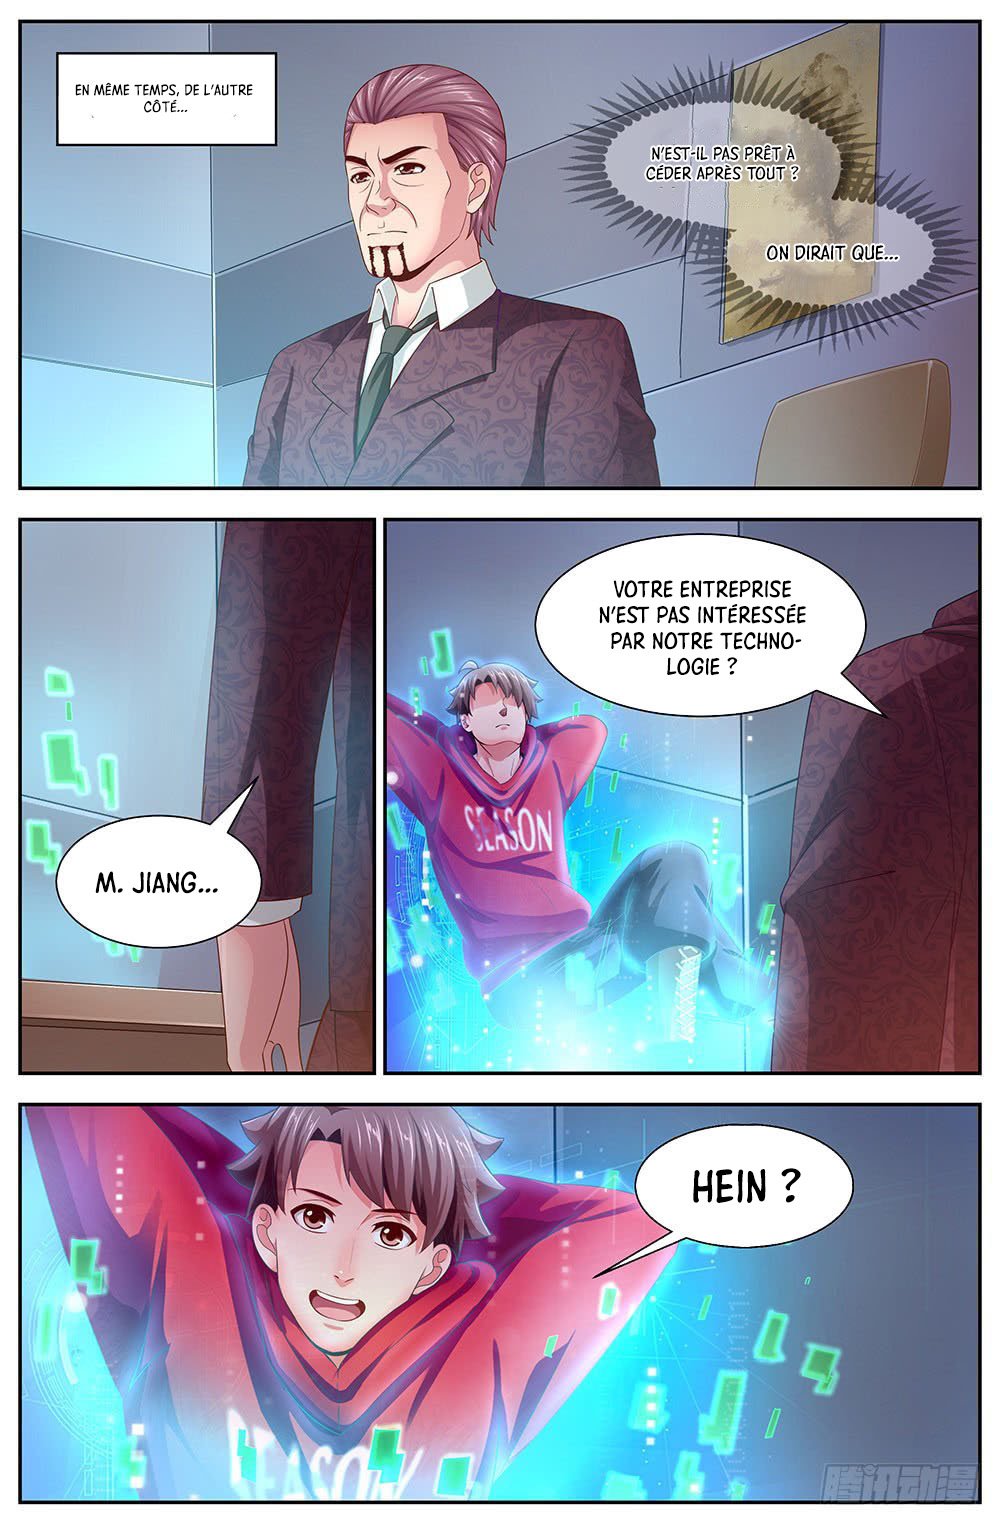 EN MÊME TEMPS, DE L'AUTRE
CÔTÉ...
N'EST-IL PAS PRÊT À
CÉDER APRÈS TOUT ?
ON DIRAIT QUE...
M. JIANG...
VOTRE ENTREPRISE
N'EST PAS INTÉRESSÉE
PAR NOTRE TECHNO-
LOGIE ?
SEASON
HEIN ?
SEASON
腾讯动漫